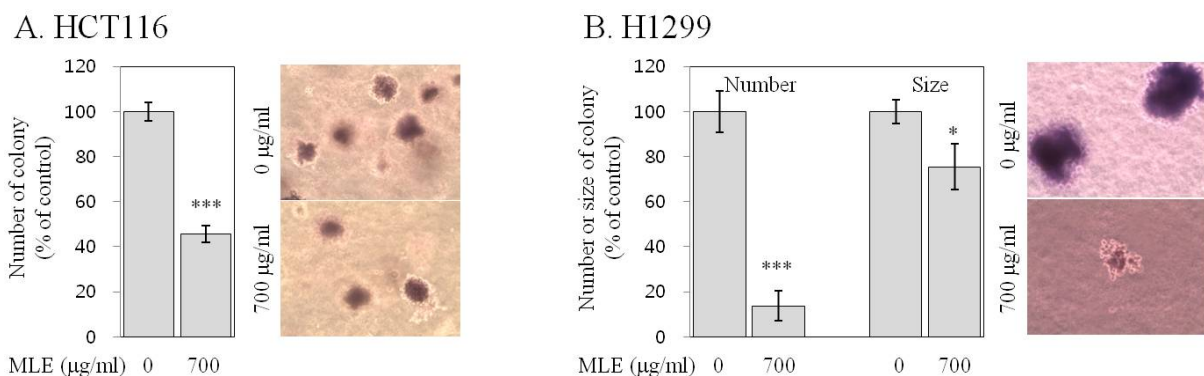 A. HCT116
Number of colony
(% of control)
120
100
80
60
40
20
0
***
MLE (µg/ml) 0 700
0 µg/ml
700 µg/ml
B. H1299
Number or size of colony
(% of control)
120
100
80
60
40
20
0
Number Size
***
*
MLE (µg/ml) 0 700 0 700
0 µg/ml
700 µg/ml